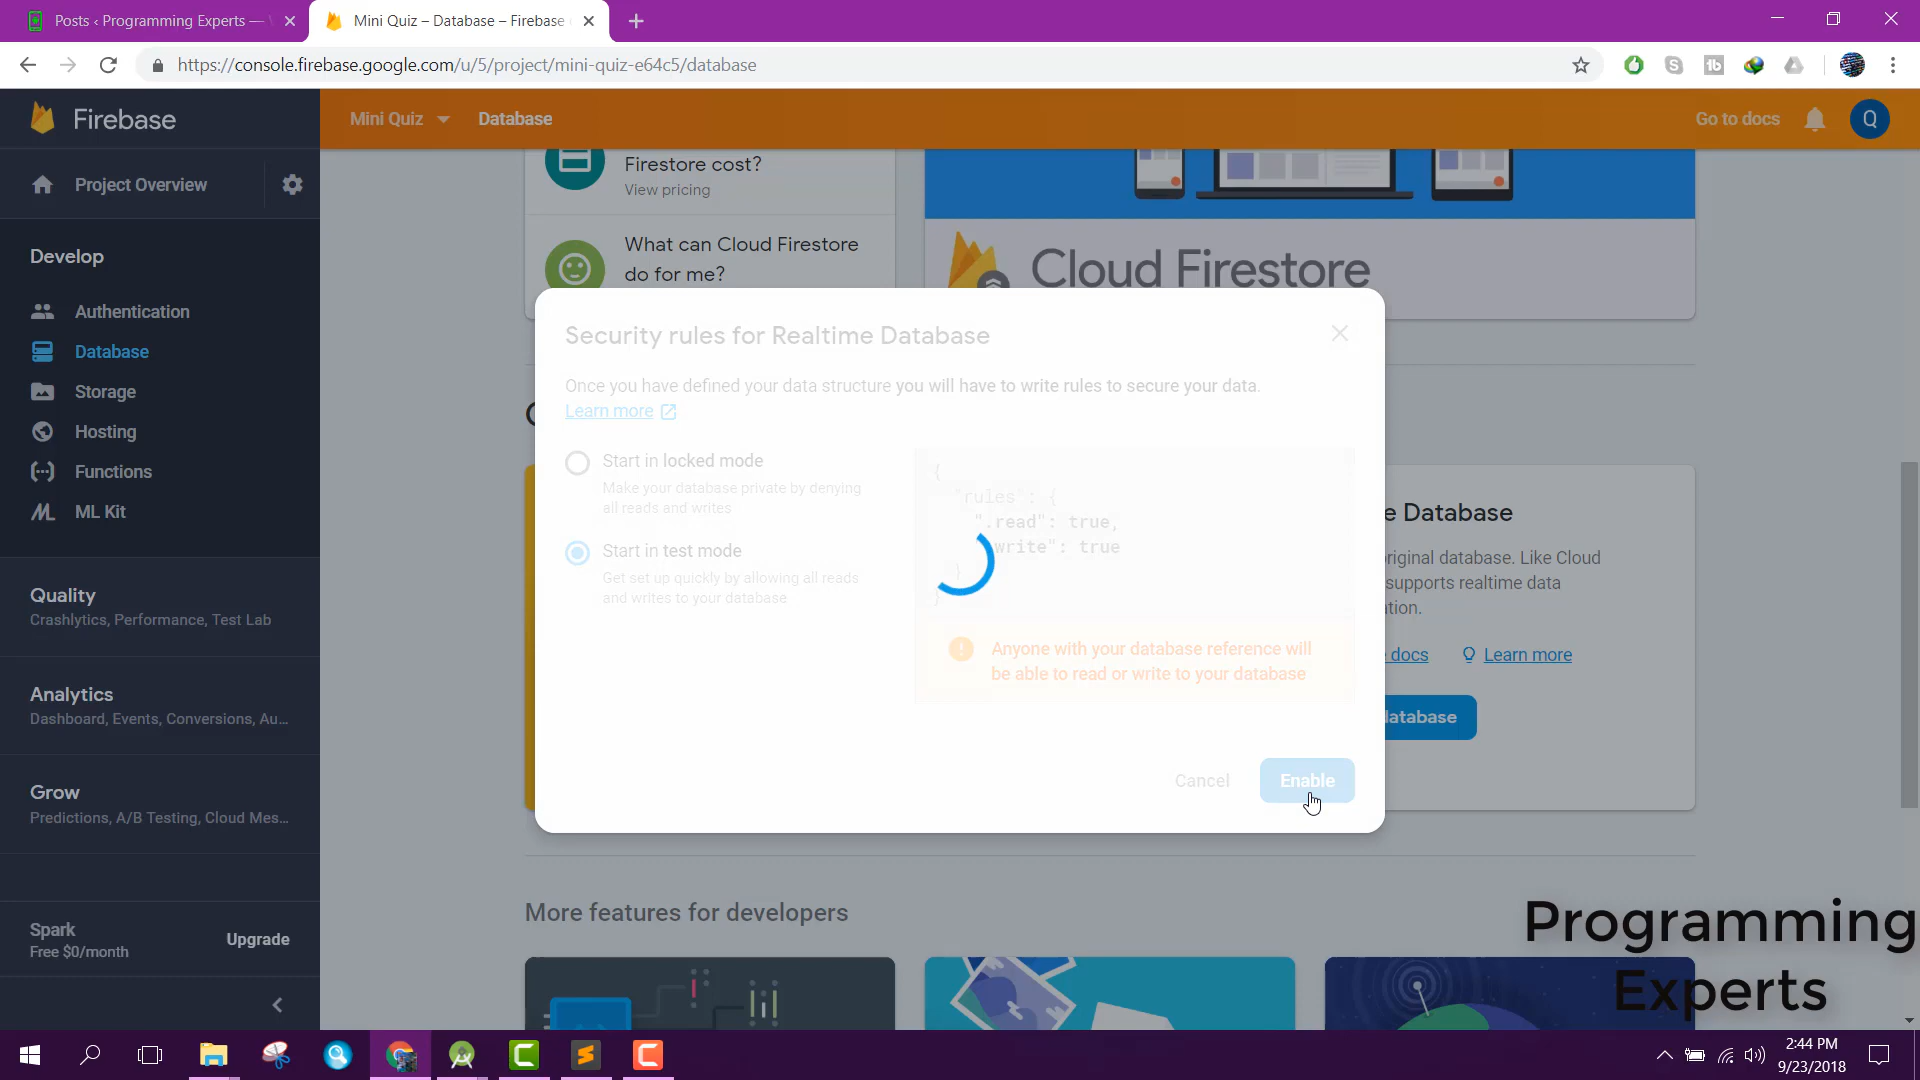 Posts ‹ Programming Experts —
Mini Quiz – Database – Firebase
https://console.firebase.google.com/u/5/project/mini-quiz-e64c5/database
Firebase
Mini Quiz
Database
Go to docs
Q
Project Overview
Develop
Authentication
Database
Storage
Hosting
Functions
ML Kit
Quality
Crashlytics, Performance, Test Lab
Analytics
Dashboard, Events, Conversions, Au...
Grow
Predictions, A/B Testing, Cloud Mes...
Spark
Free $0/month
Upgrade
Firestore cost?
View pricing
What can Cloud Firestore
do for me?
Cloud Firestore
Security rules for Realtime Database
Once you have defined your data structure you will have to write rules to secure your data.
Learn more
Start in locked mode
Make your database private by denying
all reads and writes
Start in test mode
Get set up quickly by allowing all reads
and writes to your database
{
"rules": {
".read": true,
write": true
}
}
Anyone with your database reference will
be able to read or write to your database
Cancel
Enable
e Database
riginal database. Like Cloud
supports realtime data
tion.
docs
Learn more
database
More features for developers
Programming
Experts
2:44 PM
9/23/2018